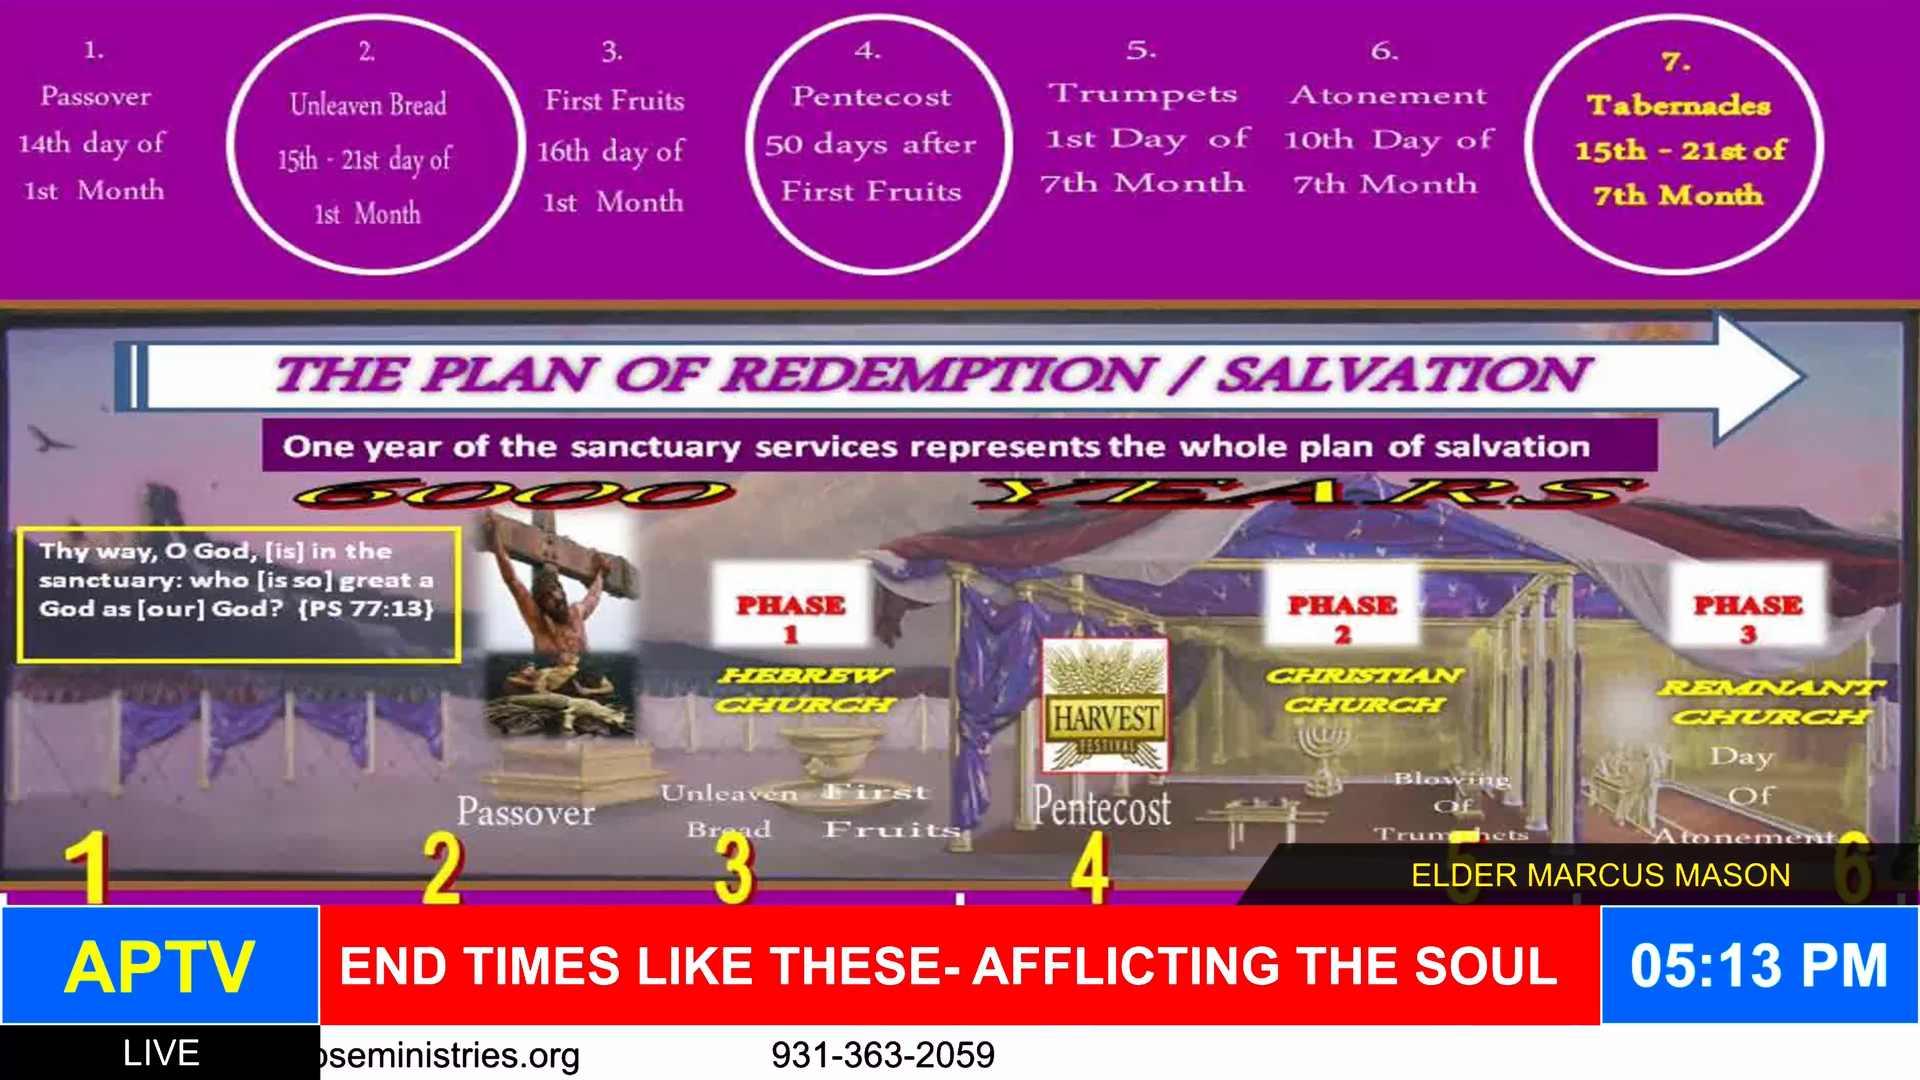 1.
Passover
14th day of
1st Month
2.
Unleaven Bread
15th - 21st day of
1st Month
3.
First Fruits
16th day of
1st Month
4.
Pentecost
50 days after
First Fruits
5.
Trumpets
1st Day of
7th Month
6.
Atonement
10th Day of
7th Month
7.
Tabernacles
15th - 21st of
7th Month
THE PLAN OF REDEMPTION / SALVATION
One year of the sanctuary services represents the whole plan of salvation
6000 YEARS
Thy way, O God, [is] in the
sanctuary: who [is so] great a
God as [our] God? {PS 77:13}
PHASE
1
HEBREW
CHURCH
PHASE
2
CHRISTIAN
CHURCH
PHASE
3
REMNANT
CHURCH
HARVEST
FESTIVAL
Passover
Unleaven
Bread
First
Fruits
Pentecost
Blowing
Of
Trumphets
Day
Of
Atonement
1 2 3 4 5 6
ELDER MARCUS MASON
APTV
END TIMES LIKE THESE- AFFLICTING THE SOUL
05:13 PM
LIVE
oseministries.org
931-363-2059